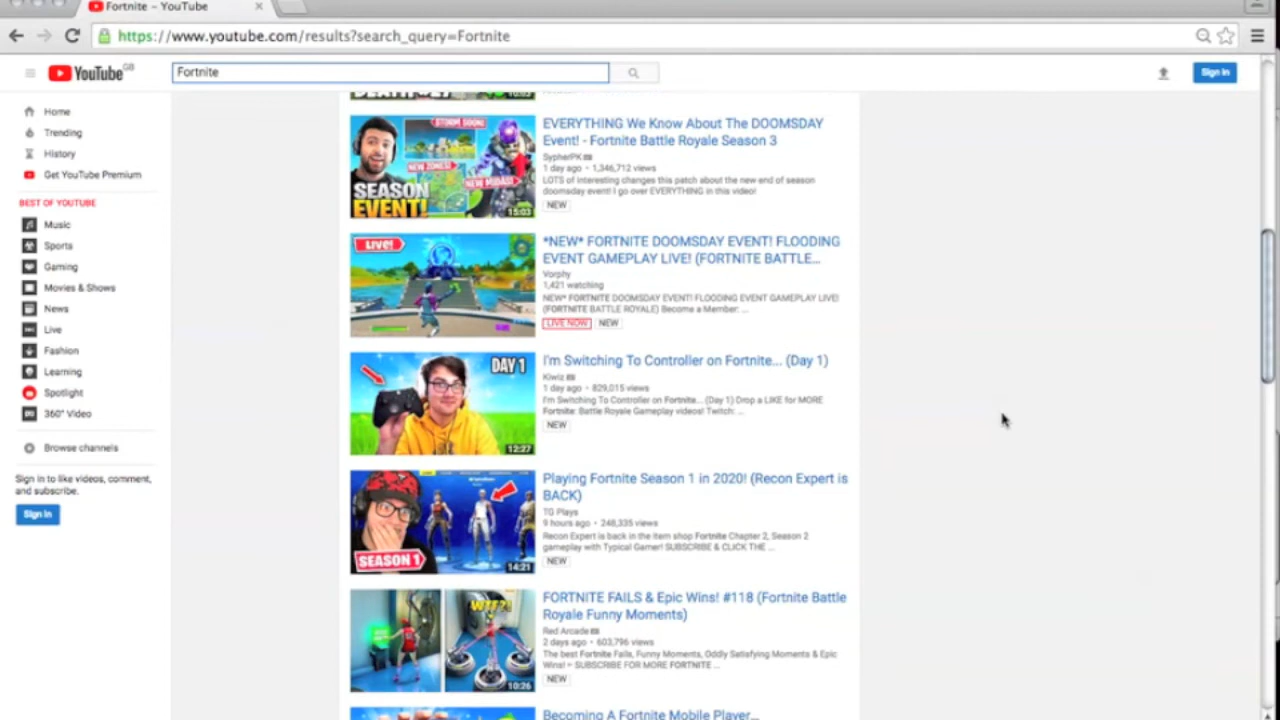 Fortnite – YouTube
https://www.youtube.com/results?search_query=Fortnite
YouTube GB
Fortnite
Sign in
Home
Trending
History
Get YouTube Premium
BEST OF YOUTUBE
Music
Sports
Gaming
Movies & Shows
News
Live
Fashion
Learning
Spotlight
360° Video
Browse channels
Sign in to like videos, comment,
and subscribe.
Sign in
STORM SOON!
NEW ZONES!
NEW MIDAS!
SEASON
EVENT!
15:03
EVERYTHING We Know About The DOOMSDAY
Event! - Fortnite Battle Royale Season 3
SypherPK
1 day ago • 1,346,712 views
LOTS of interesting changes this patch about the new end of season
doomsday event! I go over EVERYTHING in this video!
NEW
LIVE!
*NEW* FORTNITE DOOMSDAY EVENT! FLOODING
EVENT GAMEPLAY LIVE! (FORTNITE BATTLE...
Vorphy
1,421 watching
NEW* FORTNITE DOOMSDAY EVENT! FLOODING EVENT GAMEPLAY LIVE!
(FORTNITE BATTLE ROYALE) Become a Member: ...
LIVE NOW NEW
DAY 1
12:27
I'm Switching To Controller on Fortnite... (Day 1)
Kiwiz
1 day ago • 829,015 views
I'm Switching To Controller on Fortnite... (Day 1) Drop a LIKE for MORE
Fortnite: Battle Royale Gameplay videos! Twitch: ...
NEW
SEASON 1
14:21
Playing Fortnite Season 1 in 2020! (Recon Expert is
BACK)
TG Plays
9 hours ago • 248,335 views
Recon Expert is back in the item shop Fortnite Chapter 2, Season 2
gameplay with Typical Gamer! SUBSCRIBE & CLICK THE ...
NEW
WTF?!
10:26
FORTNITE FAILS & Epic Wins! #118 (Fortnite Battle
Royale Funny Moments)
Red Arcade
2 days ago • 603,796 views
The best Fortnite Fails, Funny Moments, Oddly Satisfying Moments & Epic
Wins! ► SUBSCRIBE FOR MORE FORTNITE ...
NEW
Becoming A Fortnite Mobile Player...